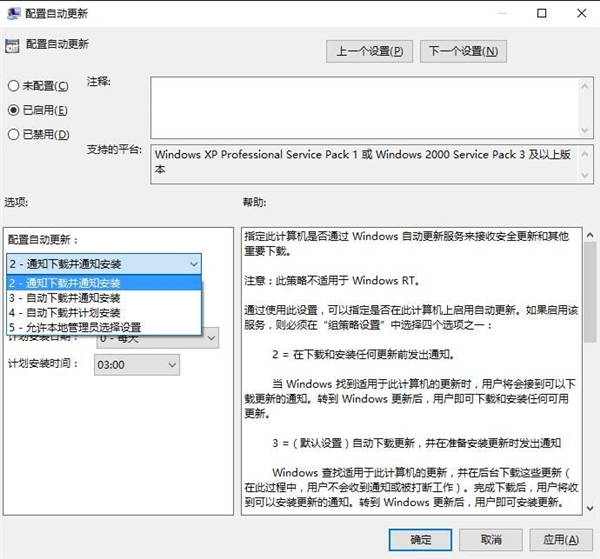 配置自动更新
配置自动更新
上一个设置(P)
下一个设置(N)
未配置(C)
注释:
已启用(E)
已禁用(D)
支持的平台:
Windows XP Professional Service Pack 1 或 Windows 2000 Service Pack 3 及以上版
本
选项:
帮助:
配置自动更新：
2 - 通知下载并通知安装
2 - 通知下载并通知安装
3 - 自动下载并通知安装
4 - 自动下载并计划安装
5 - 允许本地管理员选择设置
计划安装日期：
0 - 每天
计划安装时间：
03:00
指定此计算机是否通过 Windows 自动更新服务来接收安全更新和其他
重要下载。
注意：此策略不适用于 Windows RT。
通过使用此设置，可以指定是否在此计算机上启用自动更新。如果启用该
服务，则必须在“组策略设置”中选择四个选项之一：
2 = 在下载和安装任何更新前发出通知。
当 Windows 找到适用于此计算机的更新时，用户将会接到可以下
载更新的通知。转到 Windows 更新后，用户即可下载和安装任何可用
更新。
3 =（默认设置）自动下载更新，并在准备安装更新时发出通知
Windows 查找适用于此计算机的更新，并在后台下载这些更新（
在此过程中，用户不会收到通知或被打断工作）。完成下载后，用户将收
到可以安装更新的通知。转到 Windows 更新后，用户即可安装更新。
确定
取消
应用(A)